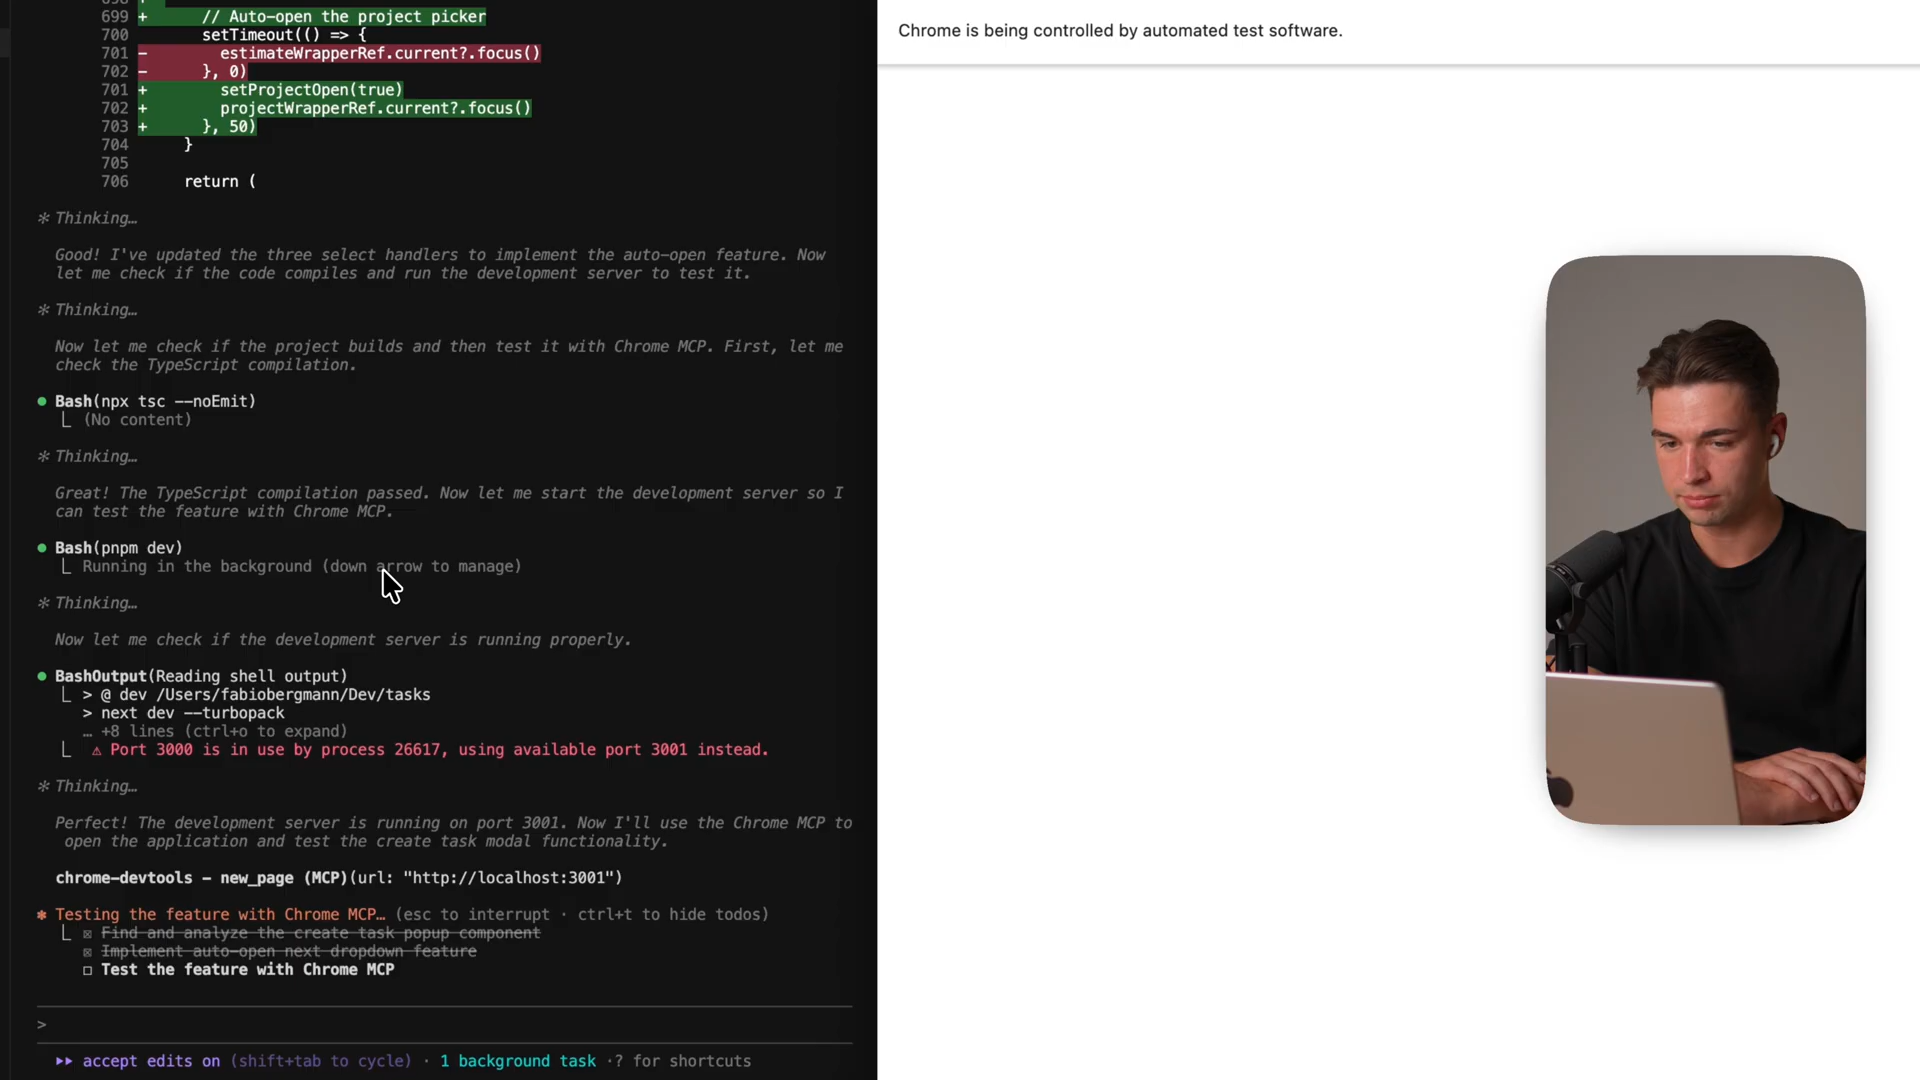 699 + // Auto-open the project picker
700 setTimeout(() => {
701 - estimateWrapperRef.current?.focus()
702 - }, 0)
701 + setProjectOpen(true)
702 + projectWrapperRef.current?.focus()
703 + }, 50)
704 }
705
706 return (
✻ Thinking…
Good! I've updated the three select handlers to implement the auto-open feature. Now
let me check if the code compiles and run the development server to test it.
✻ Thinking…
Now let me check if the project builds and then test it with Chrome MCP. First, let me
check the TypeScript compilation.
● Bash(npx tsc --noEmit)
⎿ (No content)
✻ Thinking…
Great! The TypeScript compilation passed. Now let me start the development server so I
can test the feature with Chrome MCP.
● Bash(pnpm dev)
⎿ Running in the background (down arrow to manage)
✻ Thinking…
Now let me check if the development server is running properly.
● BashOutput(Reading shell output)
⎿ > @ dev /Users/fabiobergmann/Dev/tasks
> next dev --turbopack
… +8 lines (ctrl+o to expand)
⎿ ⚠ Port 3000 is in use by process 26617, using available port 3001 instead.
✻ Thinking…
Perfect! The development server is running on port 3001. Now I'll use the Chrome MCP to
open the application and test the create task modal functionality.
chrome-devtools - new_page (MCP)(url: "http://localhost:3001")
✽ Testing the feature with Chrome MCP… (esc to interrupt · ctrl+t to hide todos)
⎿ ☒ Find and analyze the create task popup component
☒ Implement auto-open next dropdown feature
☐ Test the feature with Chrome MCP
>
⏵⏵ accept edits on (shift+tab to cycle) · 1 background task · ? for shortcuts
Chrome is being controlled by automated test software.